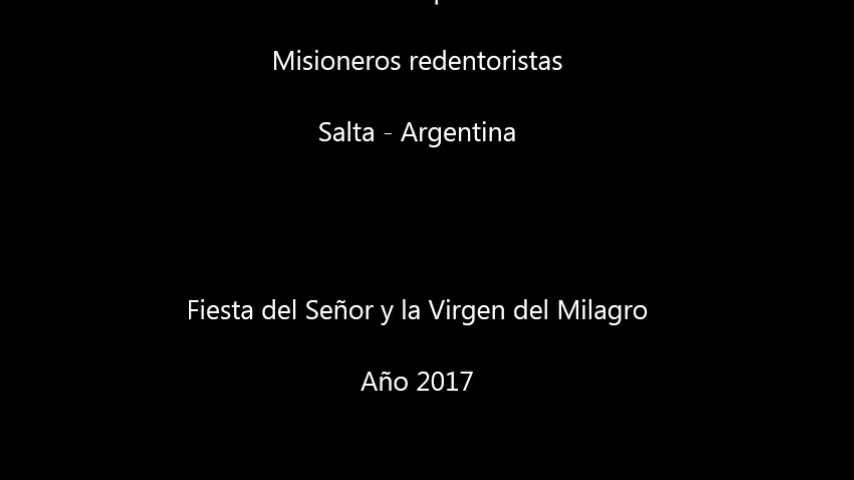 Misioneros redentoristas
Salta - Argentina
Fiesta del Señor y la Virgen del Milagro
Año 2017